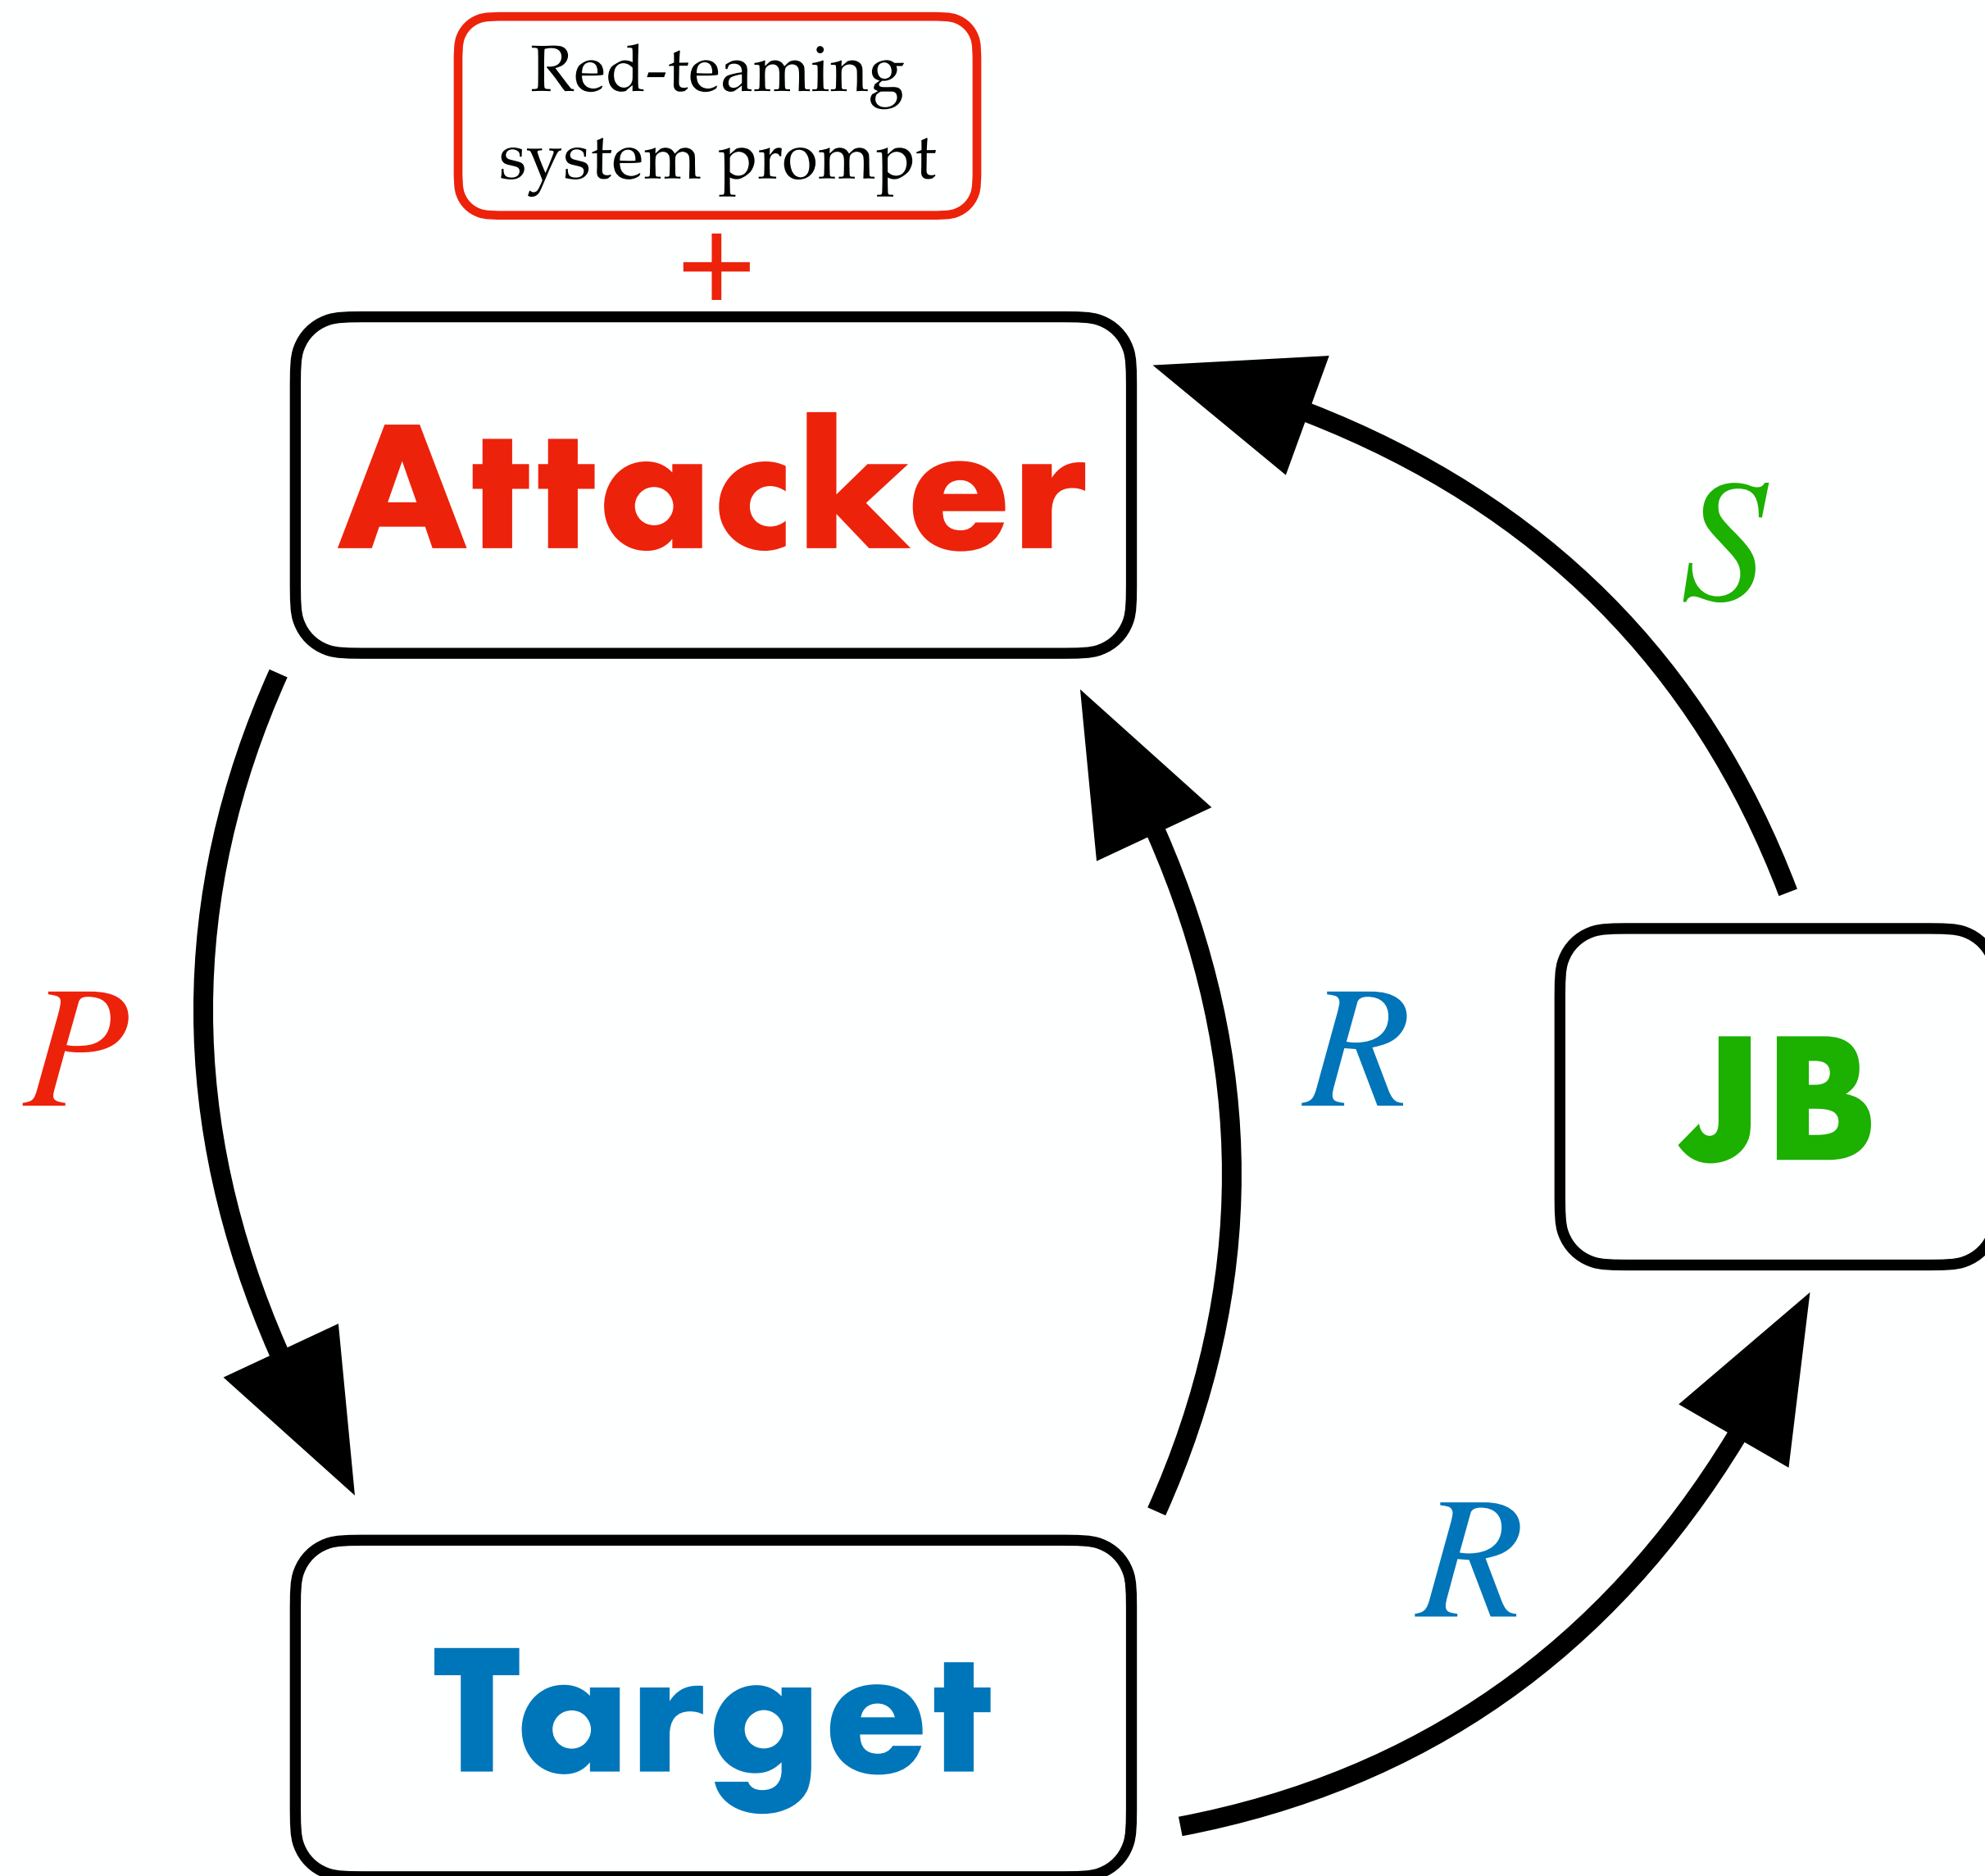 Red-teaming
system prompt
+
Attacker
S
P
R
JB
R
Target